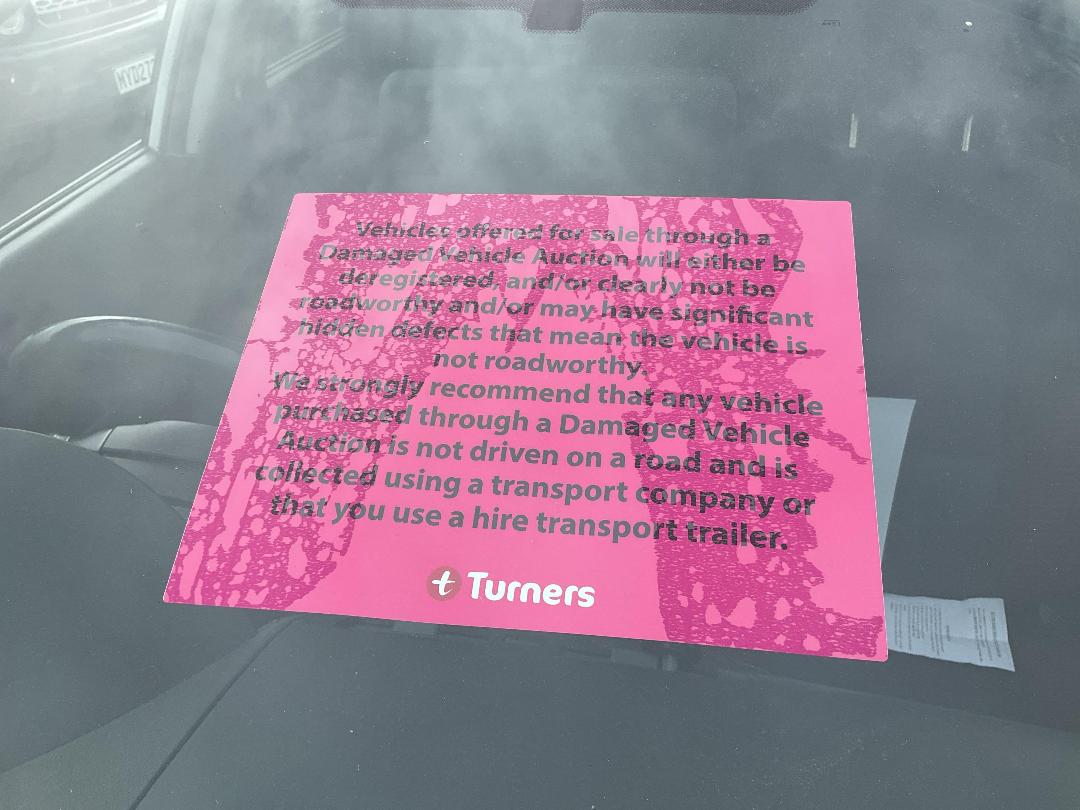 MYD27
Vehicles offered for sale through a
Damaged Vehicle Auction will either be
deregistered, and/or clearly not be
roadworthy and/or may have significant
hidden defects that mean the vehicle is
not roadworthy.
We strongly recommend that any vehicle
purchased through a Damaged Vehicle
Auction is not driven on a road and is
collected using a transport company or
that you use a hire transport trailer.
t Turners